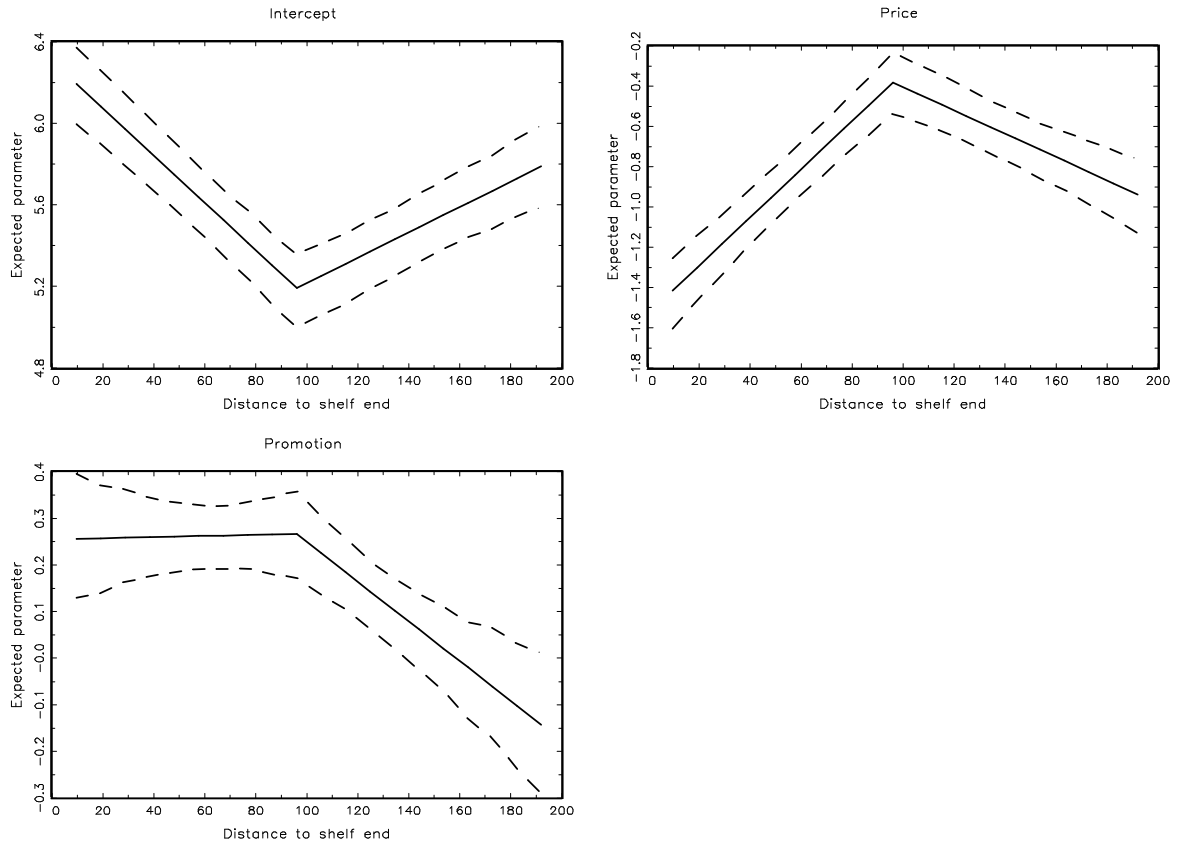 Intercept
Expected parameter
6.4
6.0
5.6
5.2
4.8
0 20 40 60 80 100 120 140 160 180 200
Distance to shelf end
Price
Expected parameter
−0.2
−0.4
−0.6
−0.8
−1.0
−1.2
−1.4
−1.6
−1.8
0 20 40 60 80 100 120 140 160 180 200
Distance to shelf end
Promotion
Expected parameter
0.4
0.3
0.2
0.1
−0.0
−0.1
−0.2
−0.3
0 20 40 60 80 100 120 140 160 180 200
Distance to shelf end